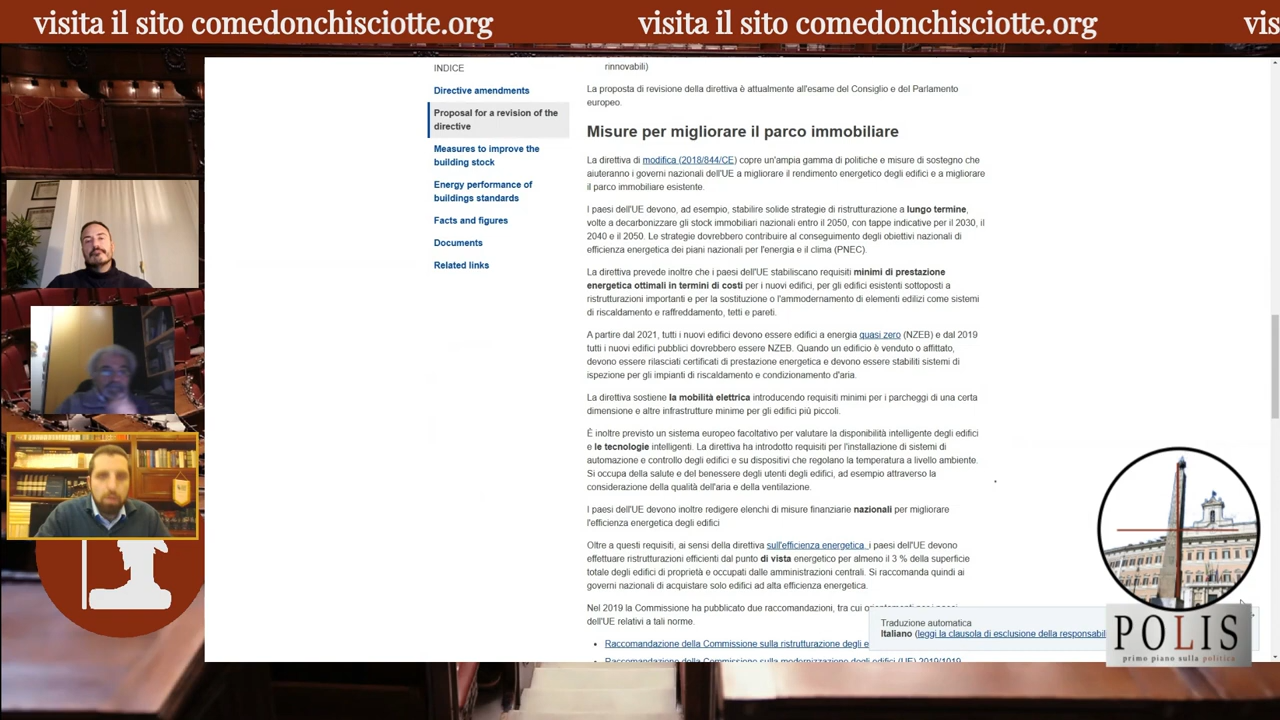 visita il sito comedonchisciotte.org visita il sito comedonchisciotte.org vis
INDICE
Directive amendments
Proposal for a revision of the
directive
Measures to improve the
building stock
Energy performance of
buildings standards
Facts and figures
Documents
Related links
rinnovabili)
La proposta di revisione della direttiva è attualmente all'esame del Consiglio e del Parlamento
europeo.
Misure per migliorare il parco immobiliare
La direttiva di modifica (2018/844/CE) copre un'ampia gamma di politiche e misure di sostegno che
aiuteranno i governi nazionali dell'UE a migliorare il rendimento energetico degli edifici e a migliorare
il parco immobiliare esistente.
I paesi dell'UE devono, ad esempio, stabilire solide strategie di ristrutturazione a lungo termine,
volte a decarbonizzare gli stock immobiliari nazionali entro il 2050, con tappe indicative per il 2030, il
2040 e il 2050. Le strategie dovrebbero contribuire al conseguimento degli obiettivi nazionali di
efficienza energetica dei piani nazionali per l'energia e il clima (PNEC).
La direttiva prevede inoltre che i paesi dell'UE stabiliscano requisiti minimi di prestazione
energetica ottimali in termini di costi per i nuovi edifici, per gli edifici esistenti sottoposti a
ristrutturazioni importanti e per la sostituzione o l'ammodernamento di elementi edilizi come sistemi
di riscaldamento e raffreddamento, tetti e pareti.
A partire dal 2021, tutti i nuovi edifici devono essere edifici a energia quasi zero (NZEB) e dal 2019
tutti i nuovi edifici pubblici dovrebbero essere NZEB. Quando un edificio è venduto o affittato,
devono essere rilasciati certificati di prestazione energetica e devono essere stabiliti sistemi di
ispezione per gli impianti di riscaldamento e condizionamento d'aria.
La direttiva sostiene la mobilità elettrica introducendo requisiti minimi per i parcheggi di una certa
dimensione e altre infrastrutture minime per gli edifici più piccoli.
È inoltre previsto un sistema europeo facoltativo per valutare la disponibilità intelligente degli edifici
e le tecnologie intelligenti. La direttiva ha introdotto requisiti per l'installazione di sistemi di
automazione e controllo degli edifici e su dispositivi che regolano la temperatura a livello ambiente.
Si occupa della salute e del benessere degli utenti degli edifici, ad esempio attraverso la
considerazione della qualità dell'aria e della ventilazione.
I paesi dell'UE devono inoltre redigere elenchi di misure finanziarie nazionali per migliorare
l'efficienza energetica degli edifici
Oltre a questi requisiti, ai sensi della direttiva sull'efficienza energetica i paesi dell'UE devono
effettuare ristrutturazioni efficienti dal punto di vista energetico per almeno il 3 % della superficie
totale degli edifici di proprietà e occupati dalle amministrazioni centrali. Si raccomanda quindi ai
governi nazionali di acquistare solo edifici ad alta efficienza energetica.
Nel 2019 la Commissione ha pubblicato due raccomandazioni, tra cui
dell'UE relativi a tali norme.
Raccomandazione della Commissione sulla ristrutturazione degli e
Raccomandazione della Commissione sulla modernizzazione degli edifici (UE) 2019/1019
Traduzione automatica
Italiano (leggi la clausola di esclusione della responsabil
POLIS
primo piano sulla politica